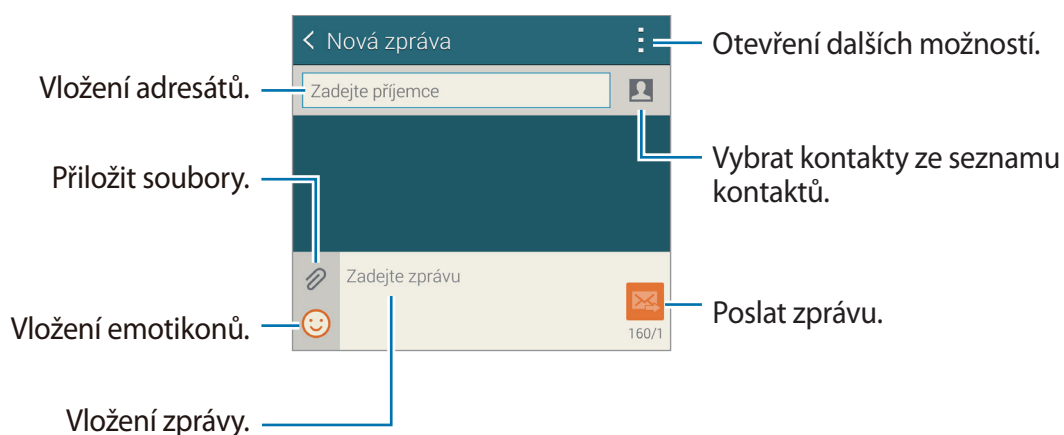 Nová zpráva
Otevření dalších možností.
Vložení adresátů.
Zadejte příjemce
Vybrat kontakty ze seznamu
kontaktů.
Přiložit soubory.
Zadejte zprávu
Poslat zprávu.
Vložení emotikonů.
160/1
Vložení zprávy.